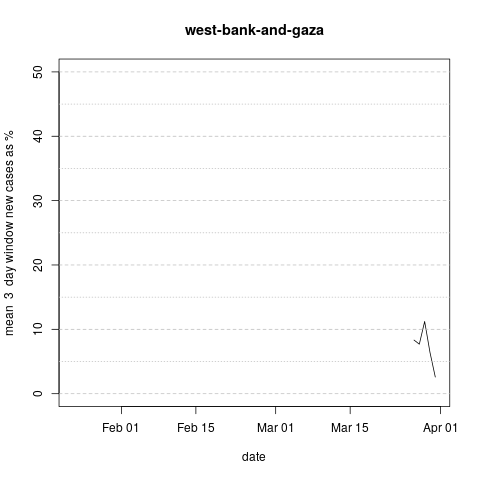 west-bank-and-gaza
mean 3 day window new cases as %
50
40
30
20
10
0
Feb 01 Feb 15 Mar 01 Mar 15 Apr 01
date